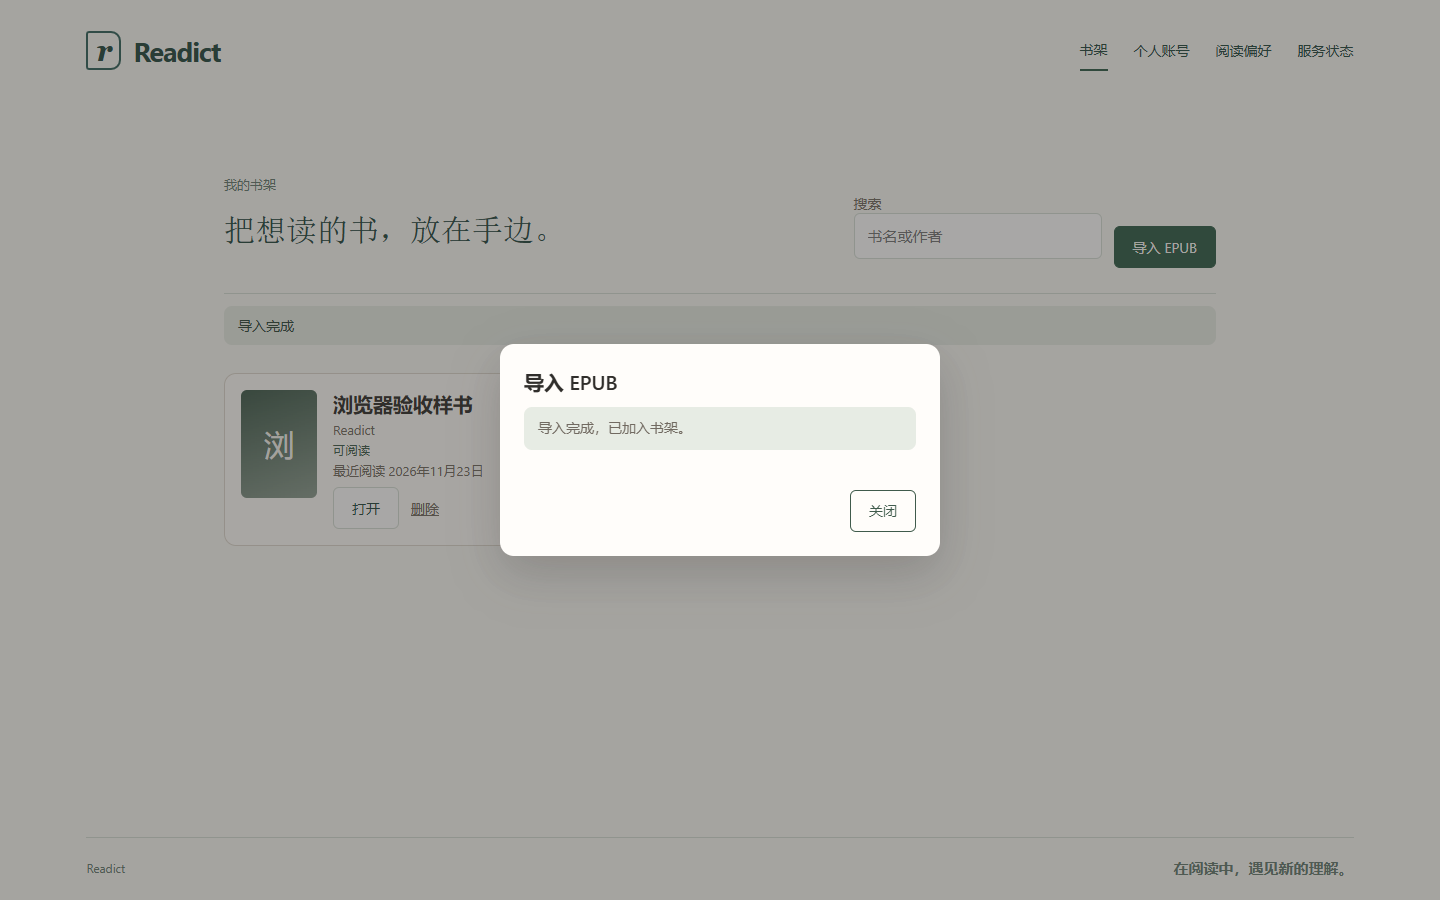 r Readict
书架 个人账号 阅读偏好 服务状态
我的书架
把想读的书，放在手边。
搜索
书名或作者
导入 EPUB
导入完成
浏
浏览器验收样书
Readict
可阅读
最近阅读 2026年11月23日
打开 删除
导入 EPUB
导入完成，已加入书架。
关闭
Readict
在阅读中，遇见新的理解。